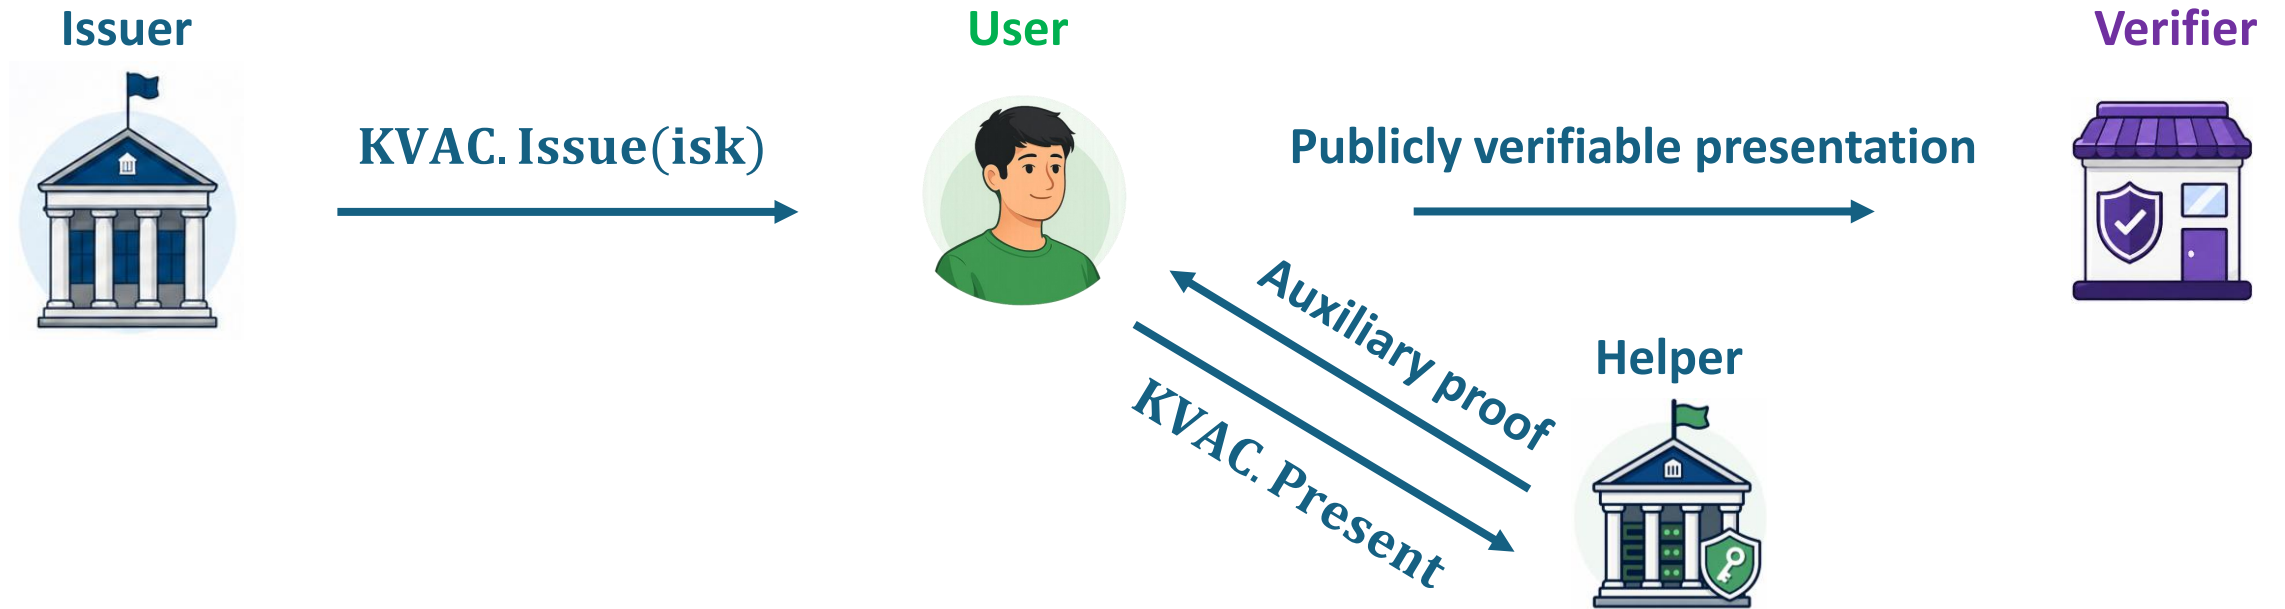 Issuer
User
Verifier
KVAC. Issue(isk)
Publicly verifiable presentation
Auxiliary proof
Helper
KVAC. Present